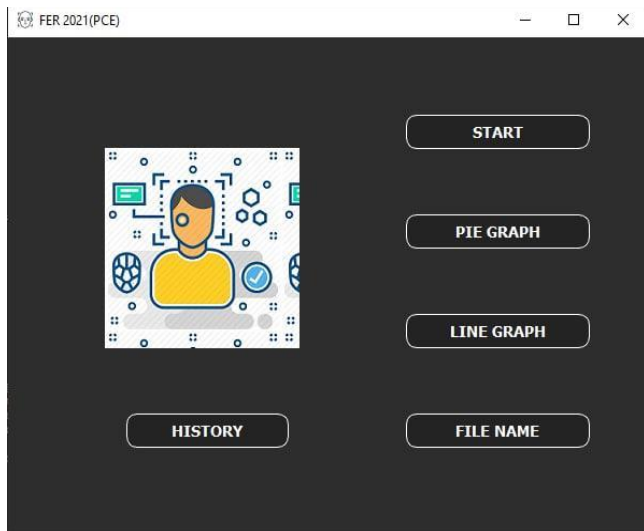 FER 2021(PCE)
START
PIE GRAPH
LINE GRAPH
HISTORY
FILE NAME